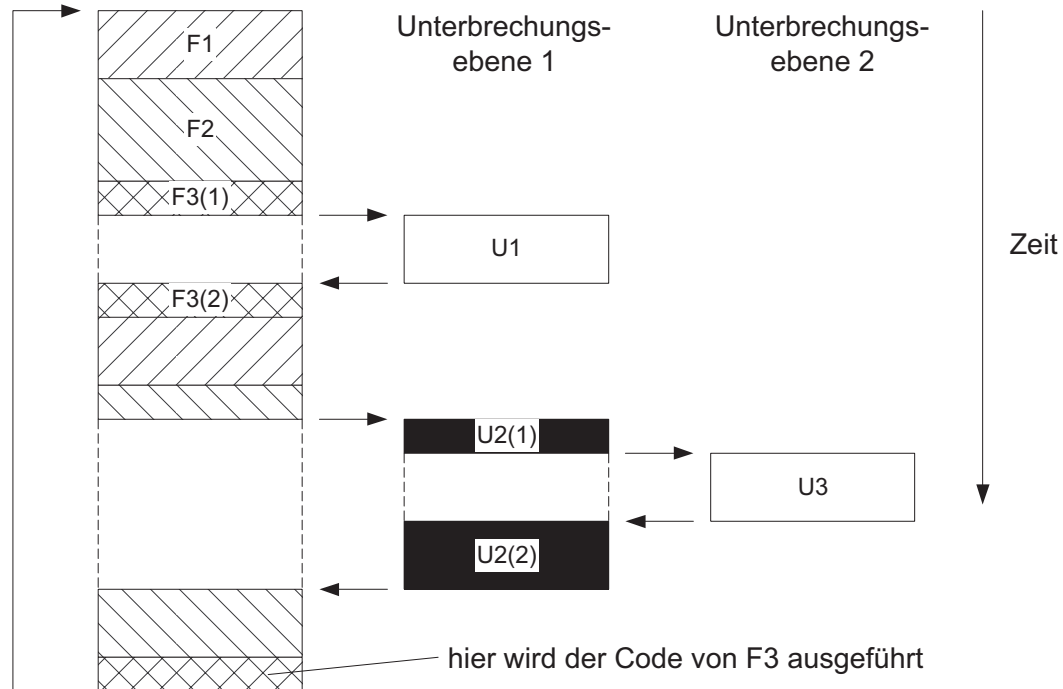 F1
Unterbrechungs-
ebene 1
Unterbrechungs-
ebene 2
F2
F3(1)
U1
Zeit
F3(2)
U2(1)
U3
U2(2)
hier wird der Code von F3 ausgeführt